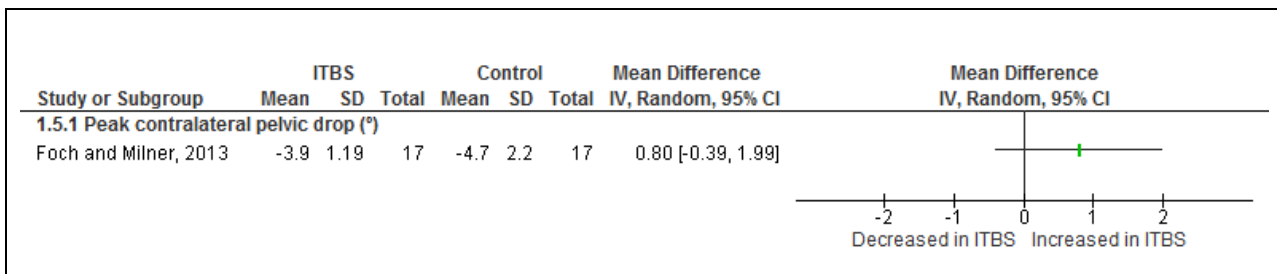 ITBS Control Mean Difference Mean Difference
Study or Subgroup Mean SD Total Mean SD Total IV, Random, 95% CI IV, Random, 95% CI
1.5.1 Peak contralateral pelvic drop (°)
Foch and Milner, 2013 -3.9 1.19 17 -4.7 2.2 17 0.80 [-0.39, 1.99]
-2 -1 0 1 2
Decreased in ITBS Increased in ITBS